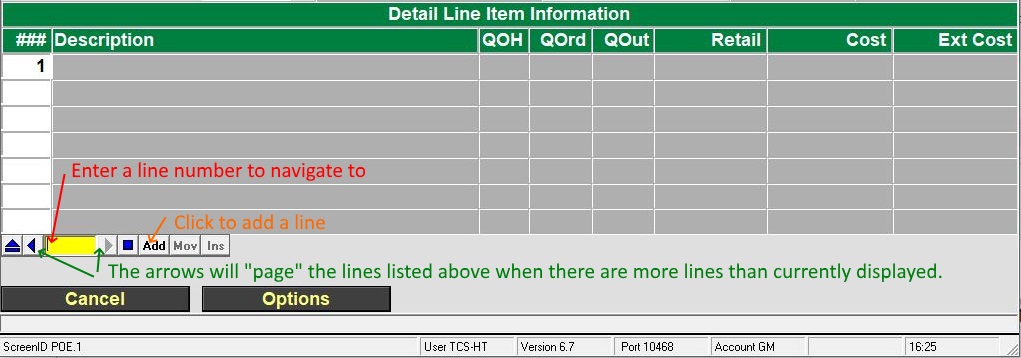 Detail Line Item Information
### Description QOH QOrd QOut Retail Cost Ext Cost
1
Enter a line number to navigate to
Click to add a line
Add Mov Ins
The arrows will "page" the lines listed above when there are more lines than currently displayed.
Cancel Options
ScreenID POE.1 User TCS-HT Version 6.7 Port 10468 Account GM 16:25